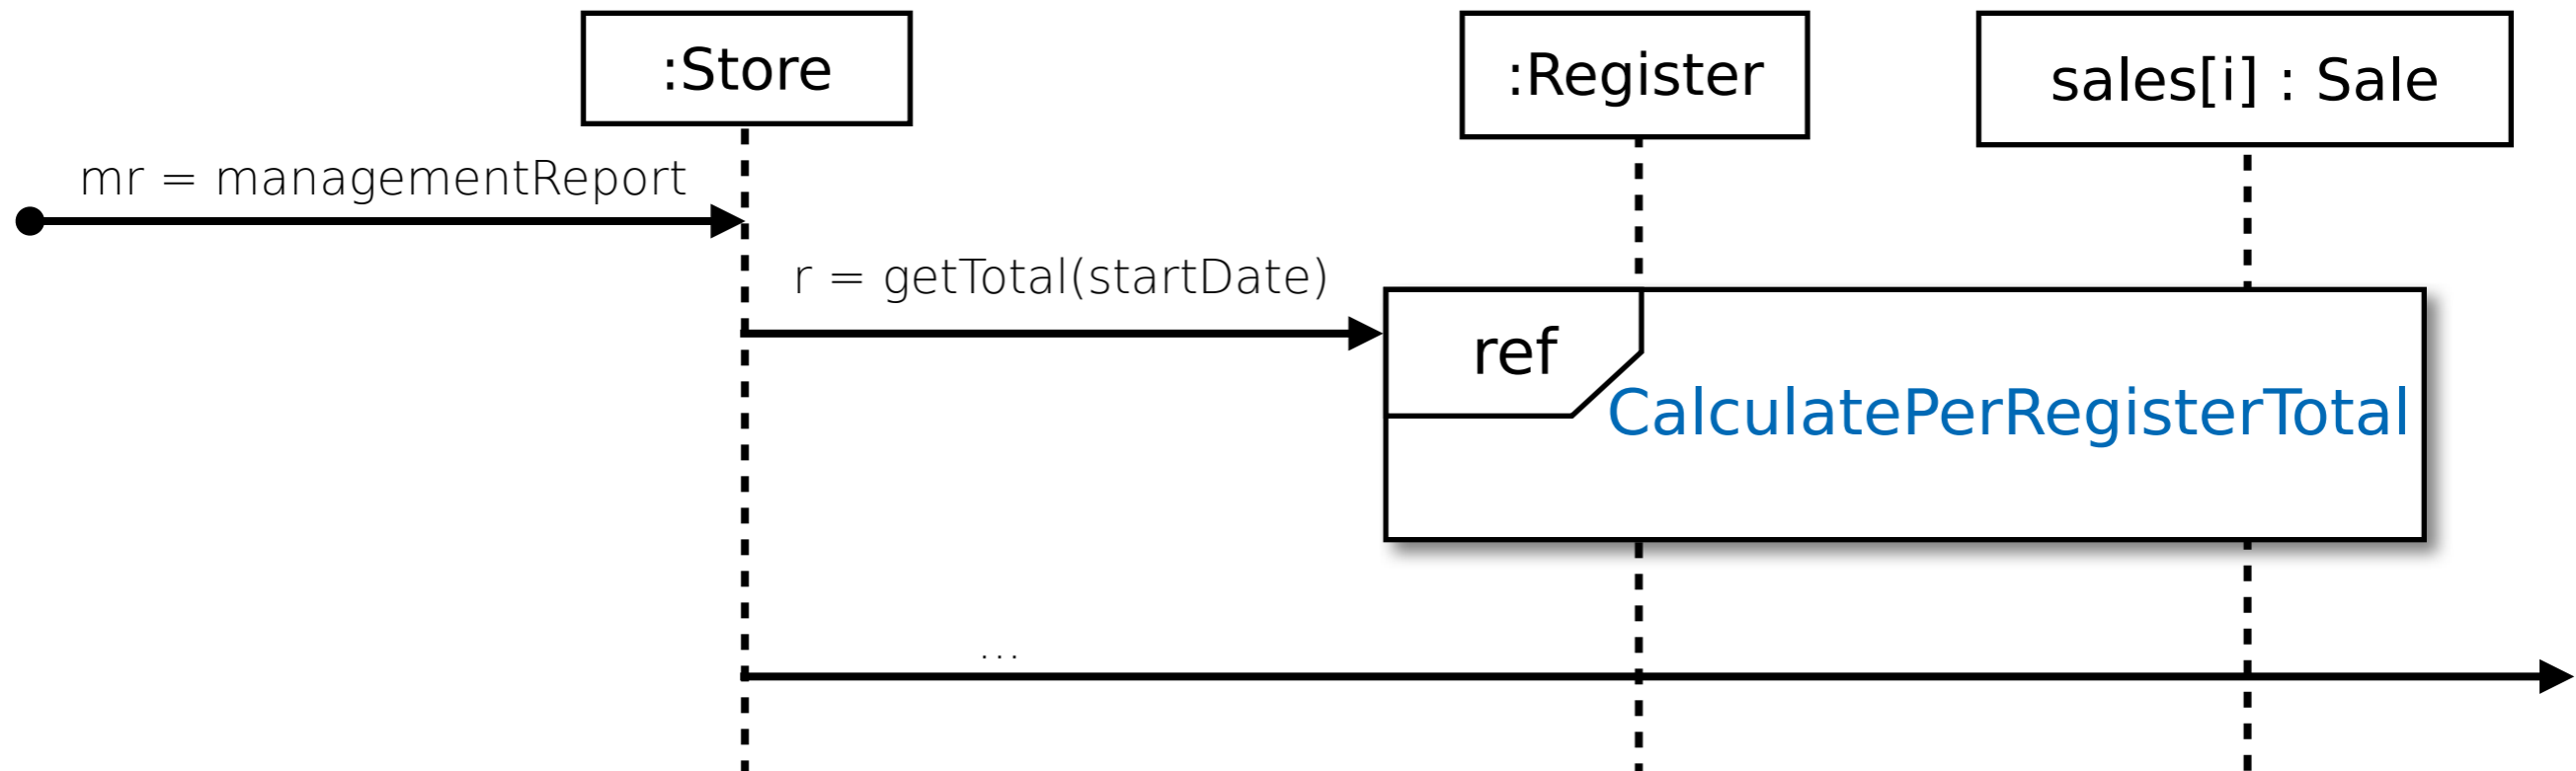 :Store
:Register
sales[i] : Sale
mr = managementReport
r = getTotal(startDate)
ref
CalculatePerRegisterTotal
...